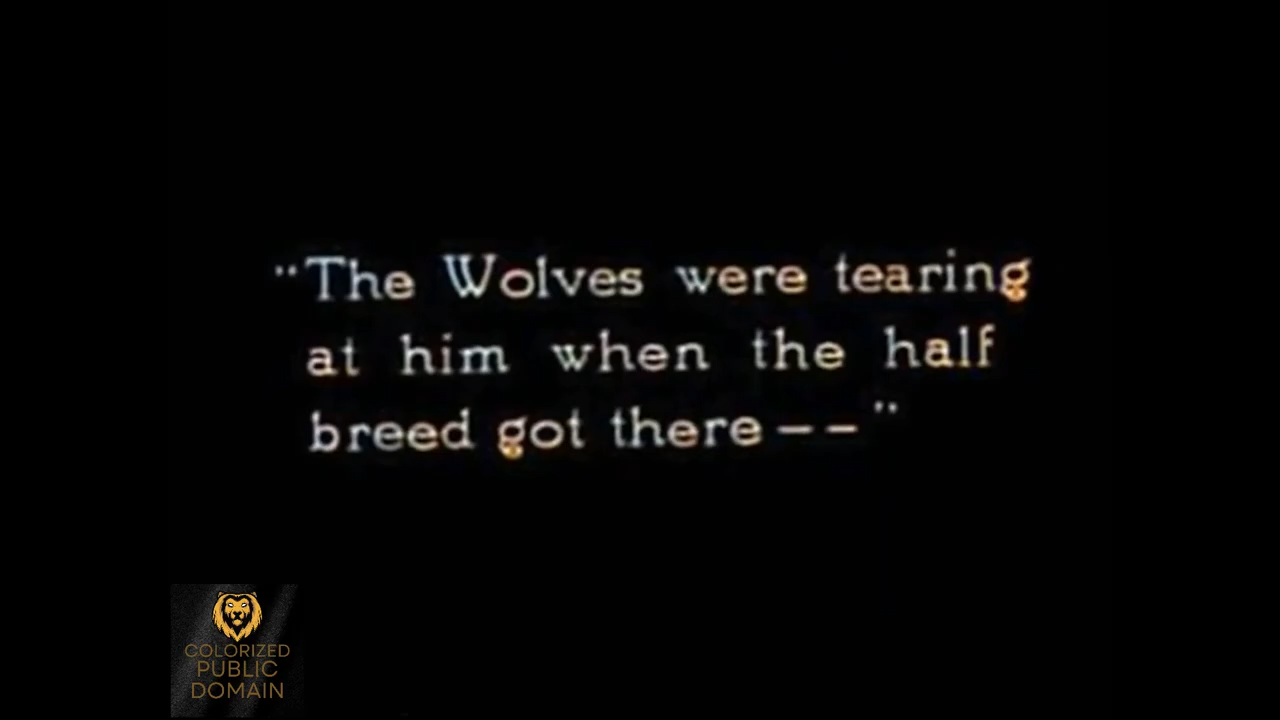 "The Wolves were tearing
at him when the half
breed got there — — "
COLORIZED
PUBLIC
DOMAIN